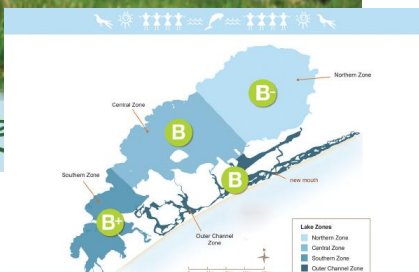 Northern Zone
B-
Central Zone
B
Southern Zone
B
new mouth
B+
Outer Channel
Zone
Lake Zones
Northern Zone
Central Zone
Southern Zone
Outer Channel Zone